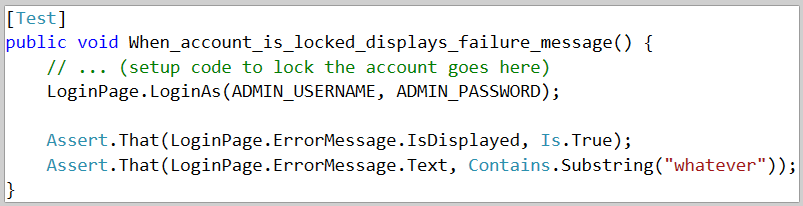 [Test]
public void When_account_is_locked_displays_failure_message() {
    // ... (setup code to lock the account goes here)
    LoginPage.LoginAs(ADMIN_USERNAME, ADMIN_PASSWORD);

    Assert.That(LoginPage.ErrorMessage.IsDisplayed, Is.True);
    Assert.That(LoginPage.ErrorMessage.Text, Contains.Substring("whatever"));
}